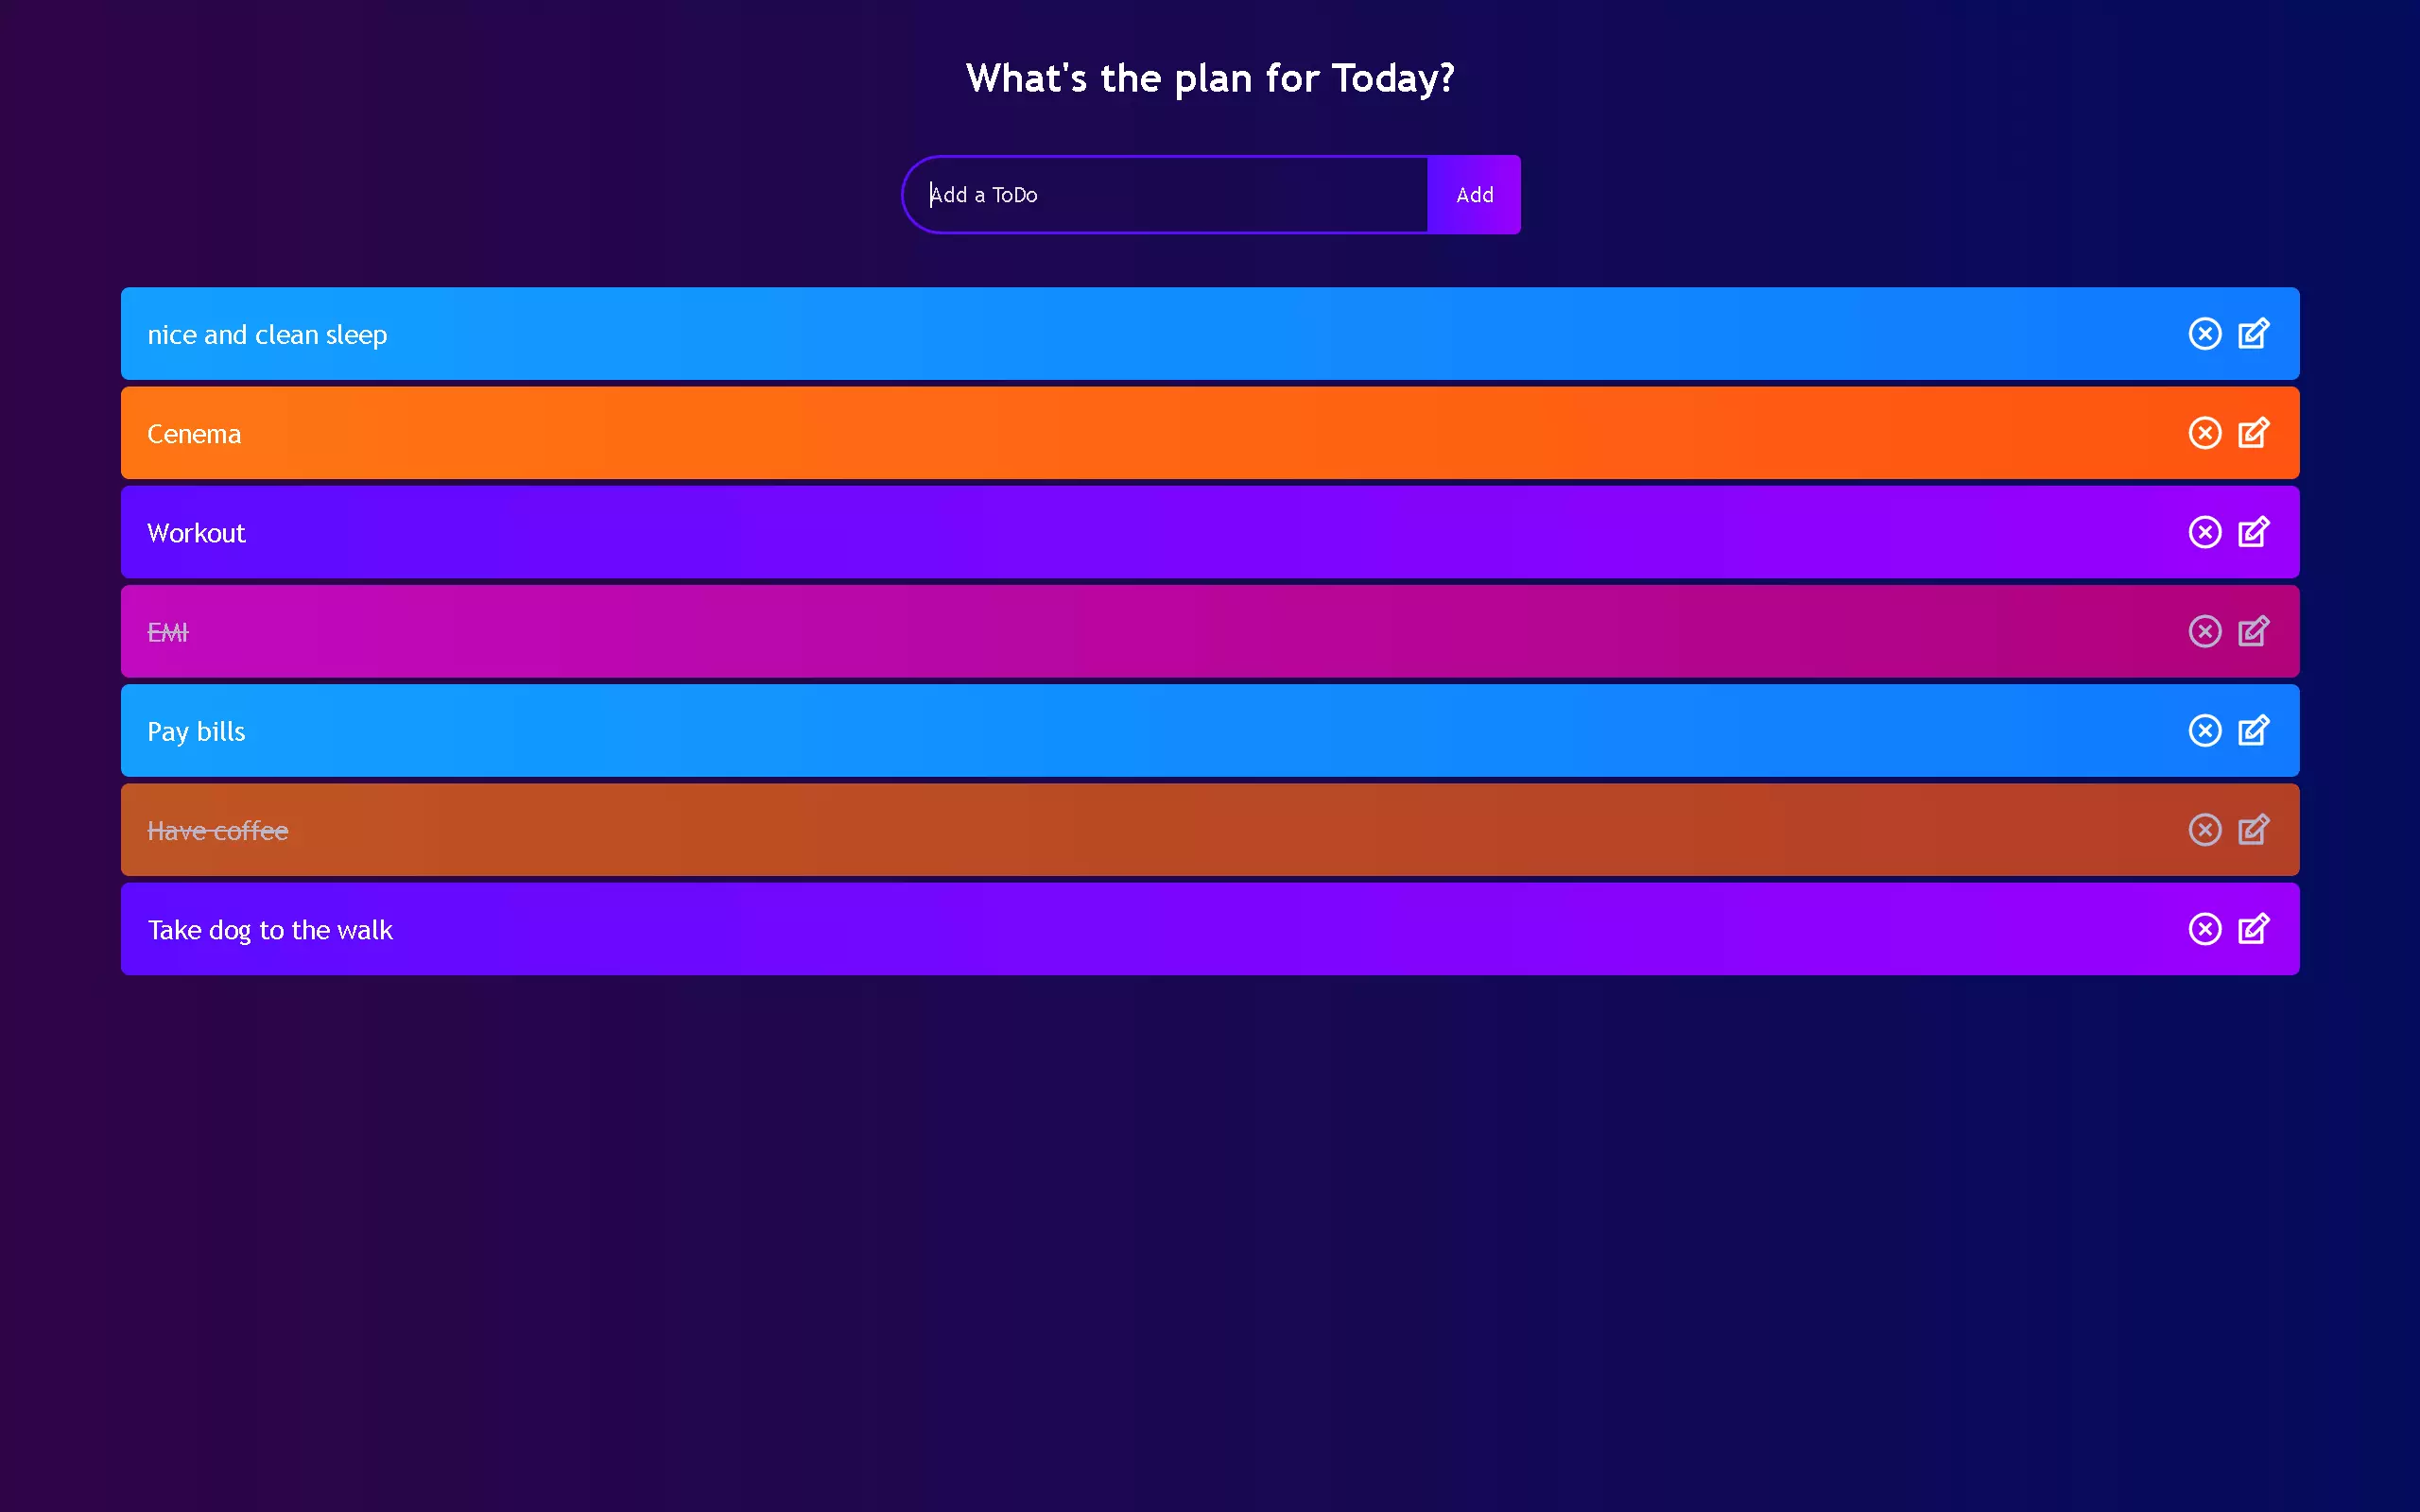 What's the plan for Today?
Add a ToDo
Add
nice and clean sleep
Cenema
Workout
EMI
Pay bills
Have coffee
Take dog to the walk